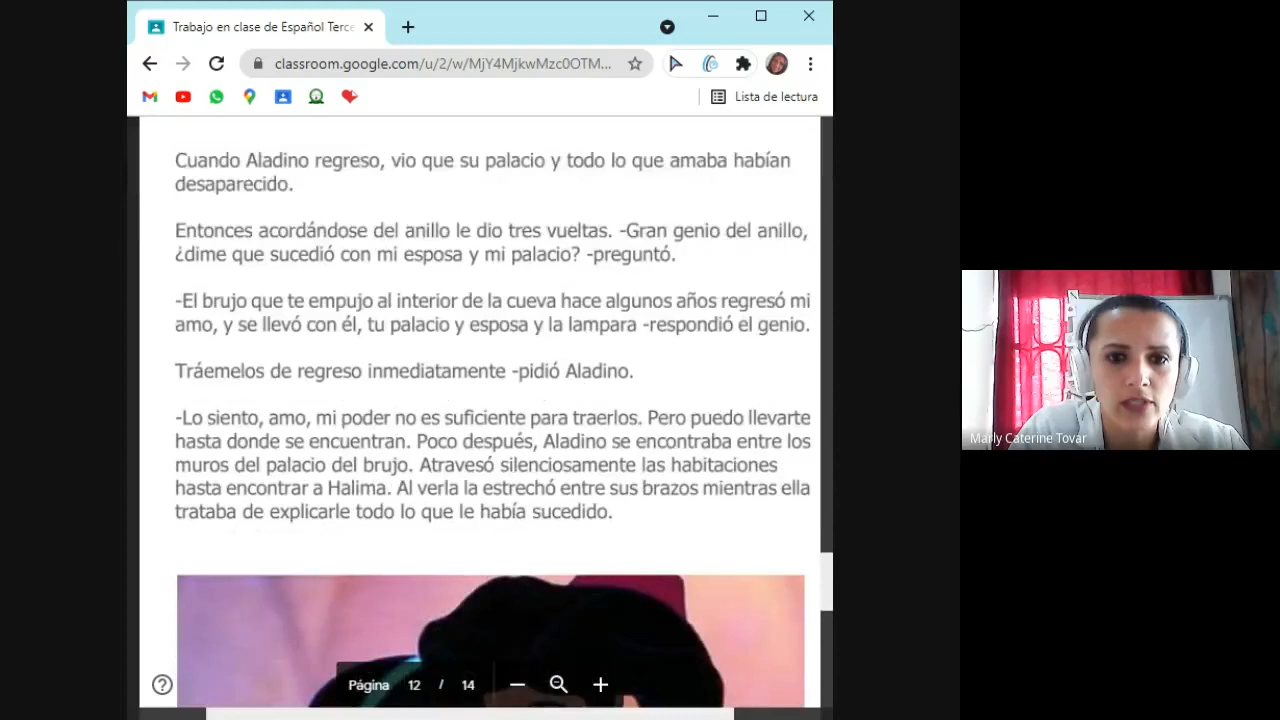 Trabajo en clase de Español Terce
classroom.google.com/u/2/w/MjY4MjkwMzc0OTM...
Lista de lectura
Cuando Aladino regreso, vio que su palacio y todo lo que amaba habían
desaparecido.
Entonces acordándose del anillo le dio tres vueltas. -Gran genio del anillo,
¿dime que sucedió con mi esposa y mi palacio? -preguntó.
-El brujo que te empujo al interior de la cueva hace algunos años regresó mi
amo, y se llevó con él, tu palacio y esposa y la lampara -respondió el genio.
Tráemelos de regreso inmediatamente -pidió Aladino.
-Lo siento, amo, mi poder no es suficiente para traerlos. Pero puedo llevarte
hasta donde se encuentran. Poco después, Aladino se encontraba entre los
muros del palacio del brujo. Atravesó silenciosamente las habitaciones
hasta encontrar a Halima. Al verla la estrechó entre sus brazos mientras ella
trataba de explicarle todo lo que le había sucedido.
Página 12 / 14
Marly Caterine Tovar